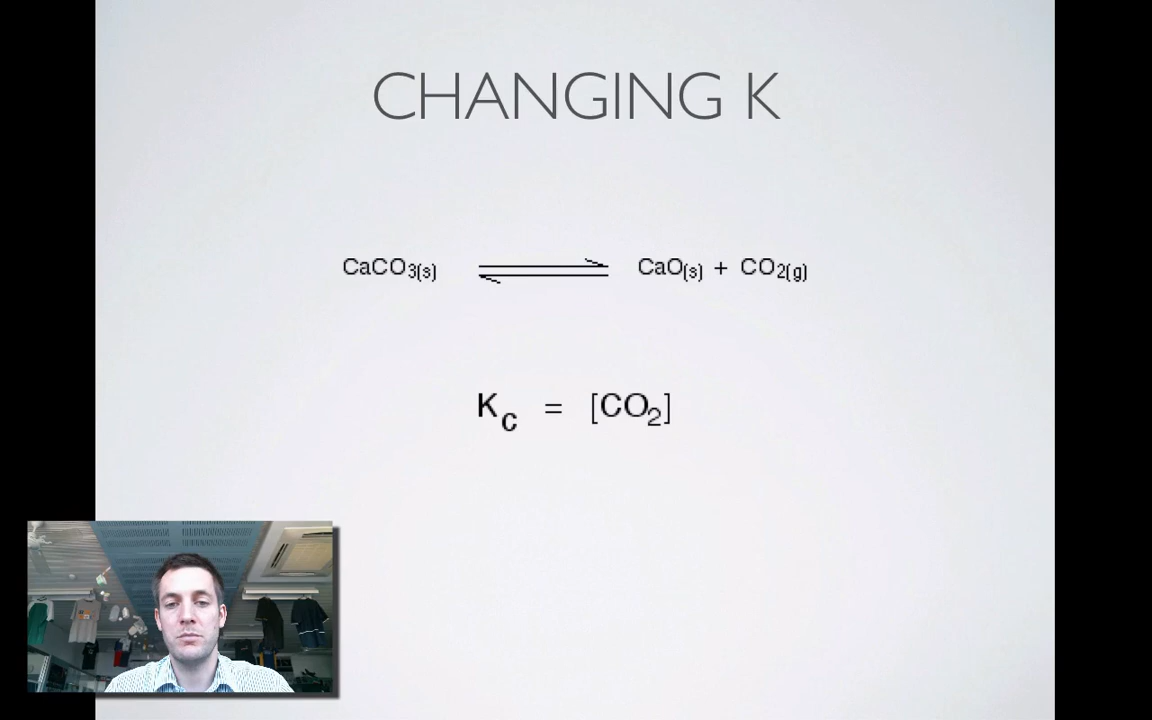 CHANGING K
CaCO3(s) ⇌ CaO(s) + CO2(g)
Kc = [CO2]